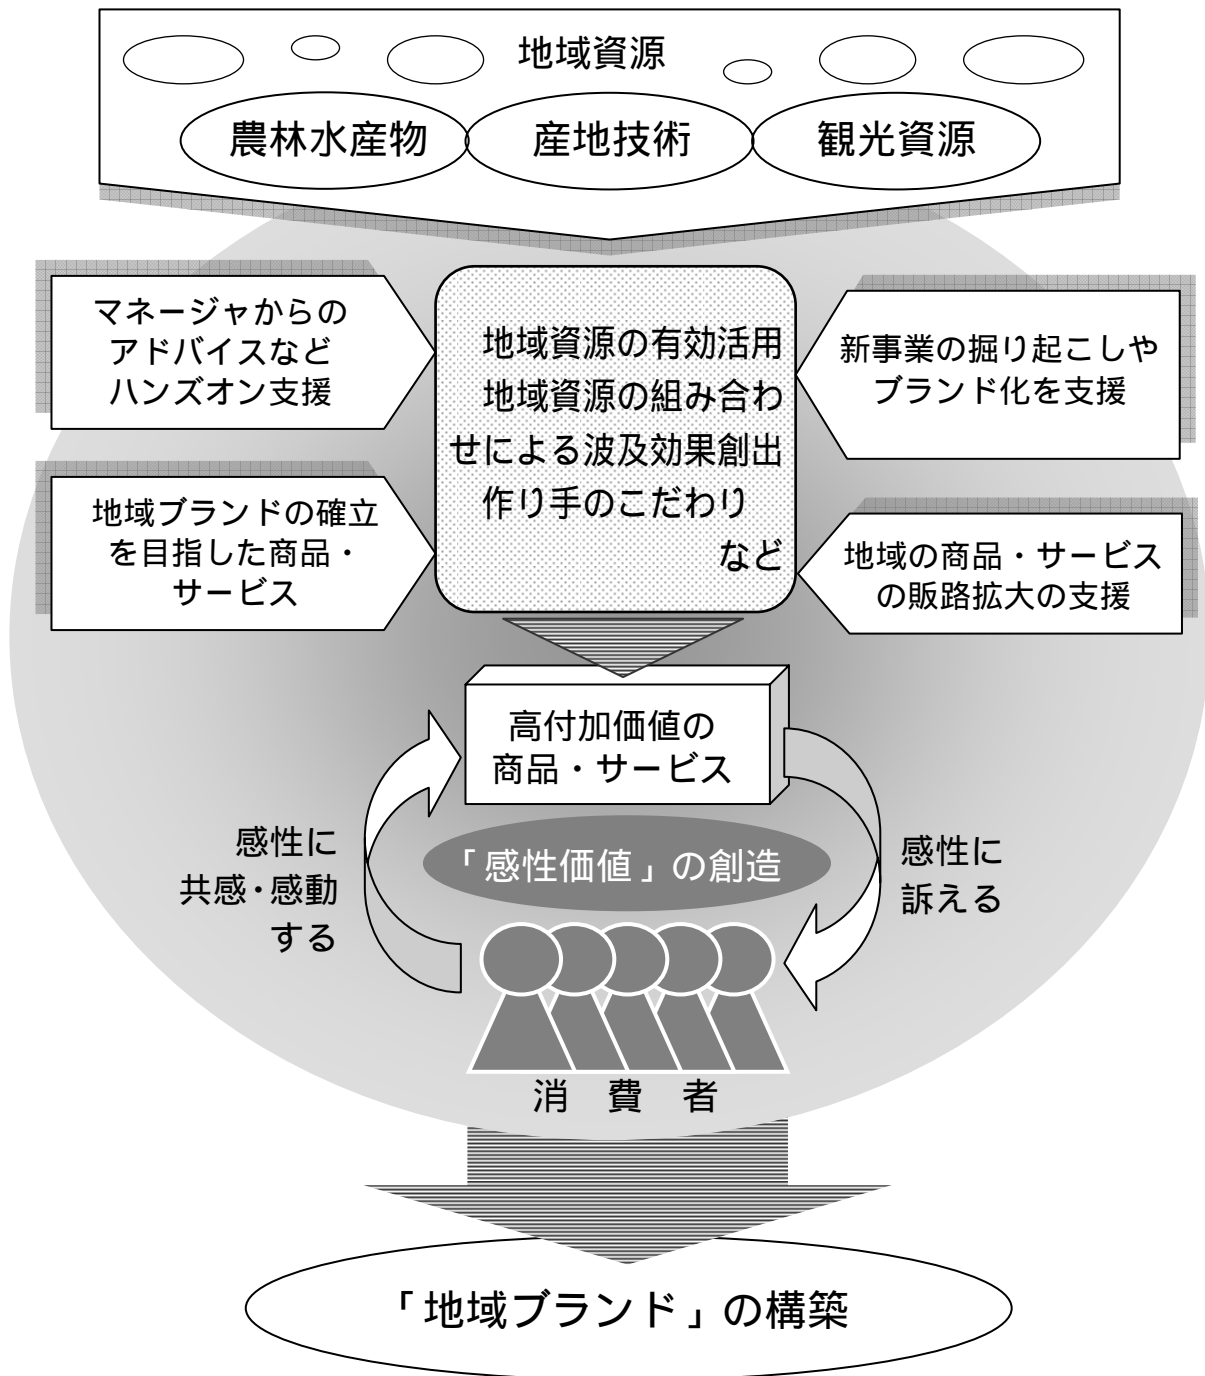 地域資源
農林水産物
産地技術
観光資源
マネージャからの
アドバイスなど
ハンズオン支援
地域ブランドの確立
を目指した商品・
サービス
地域資源の有効活用
地域資源の組み合わ
せによる波及効果創出
作り手のこだわり
など
新事業の掘り起こしや
ブランド化を支援
地域の商品・サービス
の販路拡大の支援
高付加価値の
商品・サービス
感性に
共感・感動
する
「感性価値」の創造
感性に
訴える
消費者
「地域ブランド」の構築